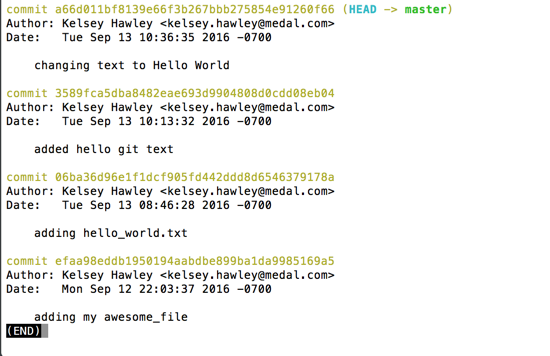 commit a66d011bf8139e66f3b267bbb275854e91260f66 (HEAD -> master)
Author: Kelsey Hawley <kelsey.hawley@medal.com>
Date:   Tue Sep 13 10:36:35 2016 -0700
changing text to Hello World
commit 3589fca5dba8482eae693d9904808d0cdd08eb04
Author: Kelsey Hawley <kelsey.hawley@medal.com>
Date:   Tue Sep 13 10:13:32 2016 -0700
added hello git text
commit 06ba36d96e1f1dcf905fd442ddd8d6546379178a
Author: Kelsey Hawley <kelsey.hawley@medal.com>
Date:   Tue Sep 13 08:46:28 2016 -0700
adding hello_world.txt
commit efaa98eddb1950194aabdbe899ba1da9985169a5
Author: Kelsey Hawley <kelsey.hawley@medal.com>
Date:   Mon Sep 12 22:03:37 2016 -0700
adding my awesome_file
(END)